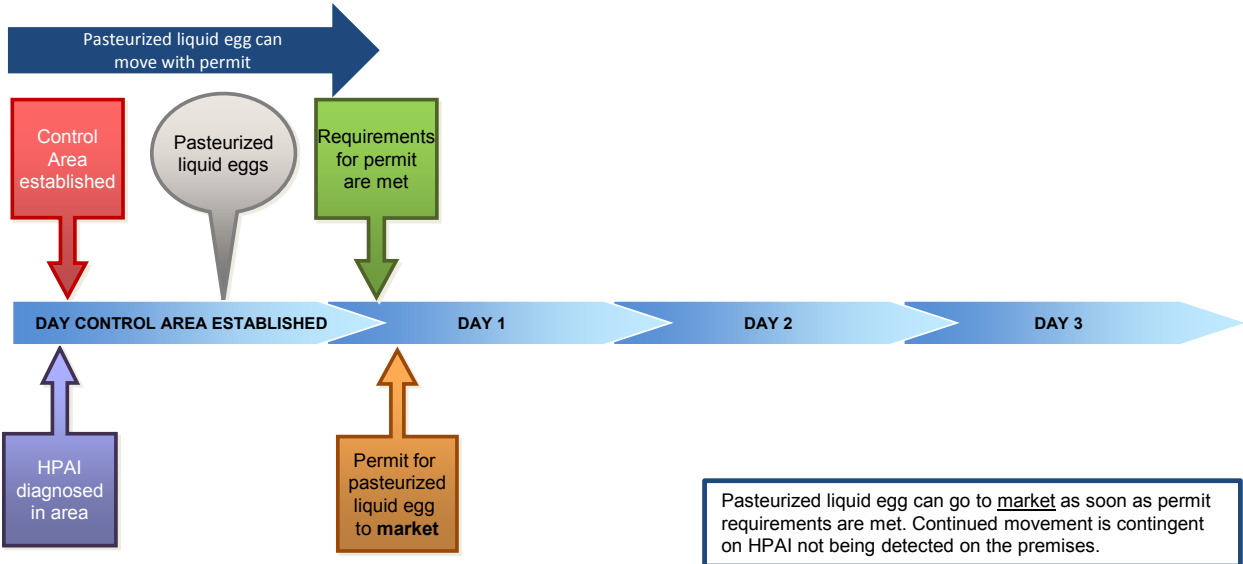 Pasteurized liquid egg can
move with permit
Control
Area
established
Pasteurized
liquid eggs
Requirements
for permit
are met
DAY CONTROL AREA ESTABLISHED
DAY 1
DAY 2
DAY 3
HPAI
diagnosed
in area
Permit for
pasteurized
liquid egg
to market
Pasteurized liquid egg can go to market as soon as permit
requirements are met. Continued movement is contingent
on HPAI not being detected on the premises.